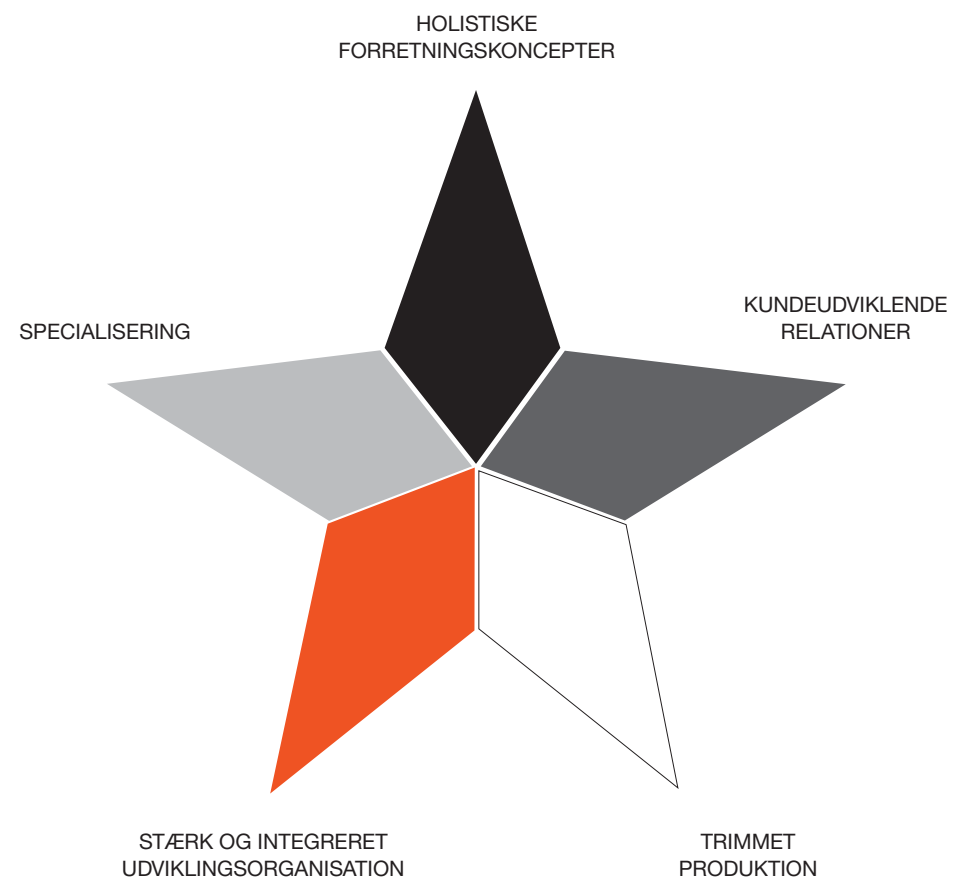 HOLISTISKE
FORRETNINGSKONCEPTER
KUNDEUDVIKLENDE
RELATIONER
SPECIALISERING
STÆRK OG INTEGRERET
UDVIKLINGSORGANISATION
TRIMMET
PRODUKTION